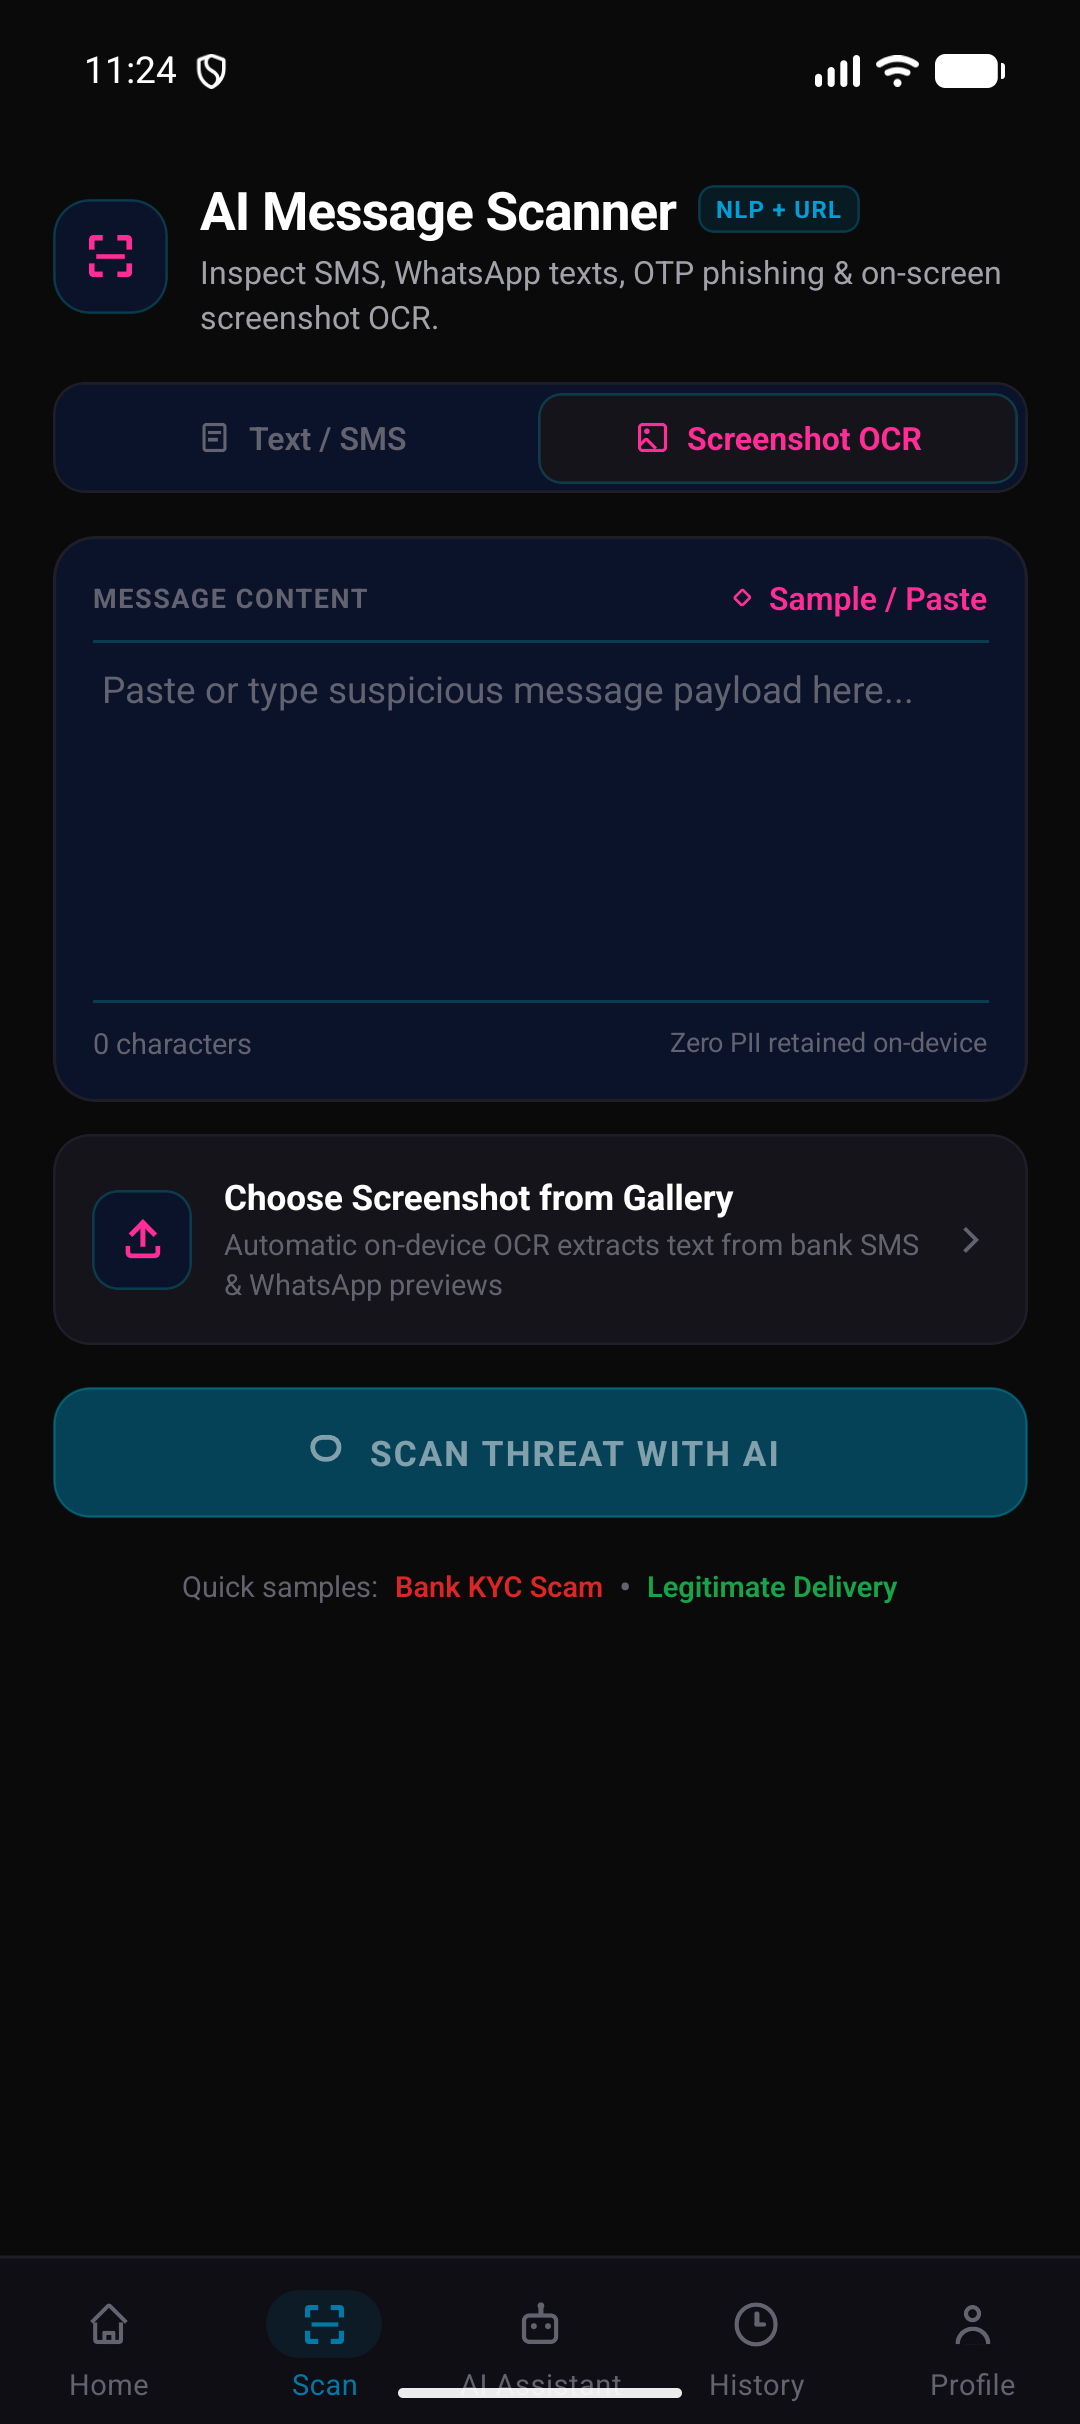 11:24
AI Message Scanner
NLP + URL
Inspect SMS, WhatsApp texts, OTP phishing & on-screen
screenshot OCR.
Text / SMS
Screenshot OCR
MESSAGE CONTENT
Sample / Paste
Paste or type suspicious message payload here...
0 characters
Zero PII retained on-device
Choose Screenshot from Gallery
Automatic on-device OCR extracts text from bank SMS
& WhatsApp previews
SCAN THREAT WITH AI
Quick samples: Bank KYC Scam • Legitimate Delivery
Home
Scan
AI Assistant
History
Profile